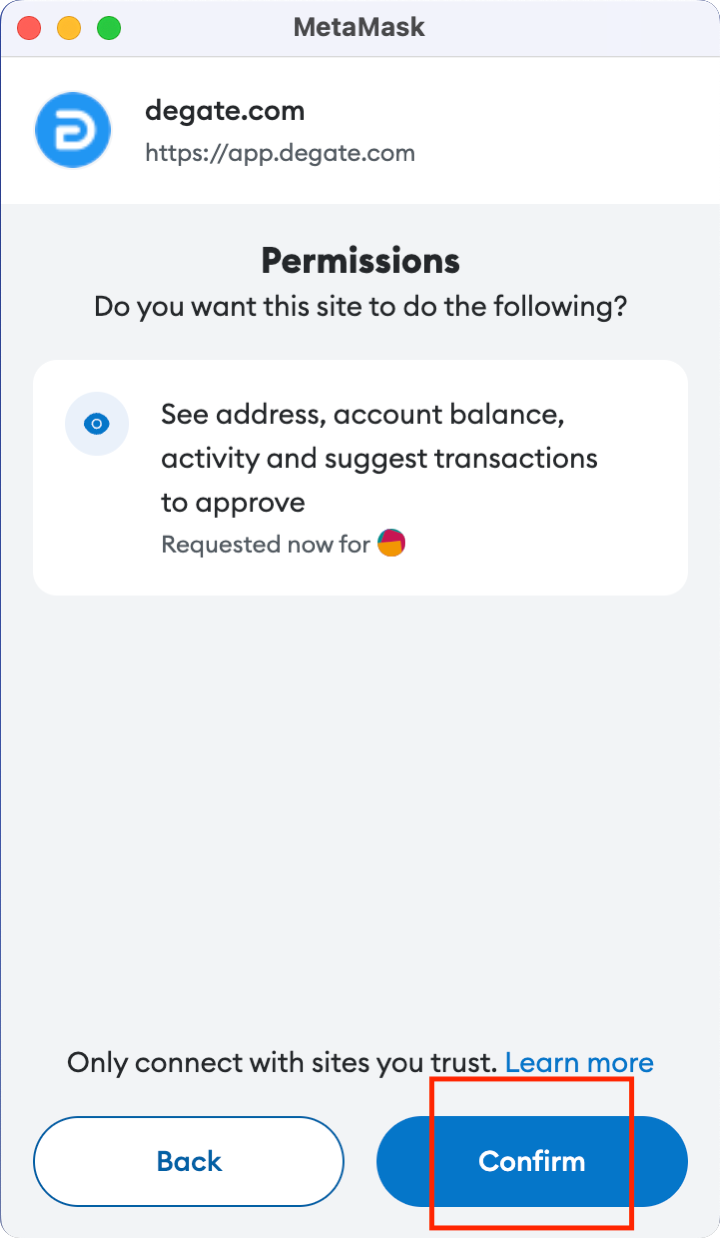 MetaMask
degate.com
https://app.degate.com
Permissions
Do you want this site to do the following?
See address, account balance,
activity and suggest transactions
to approve
Requested now for
Only connect with sites you trust. Learn more
Back
Confirm